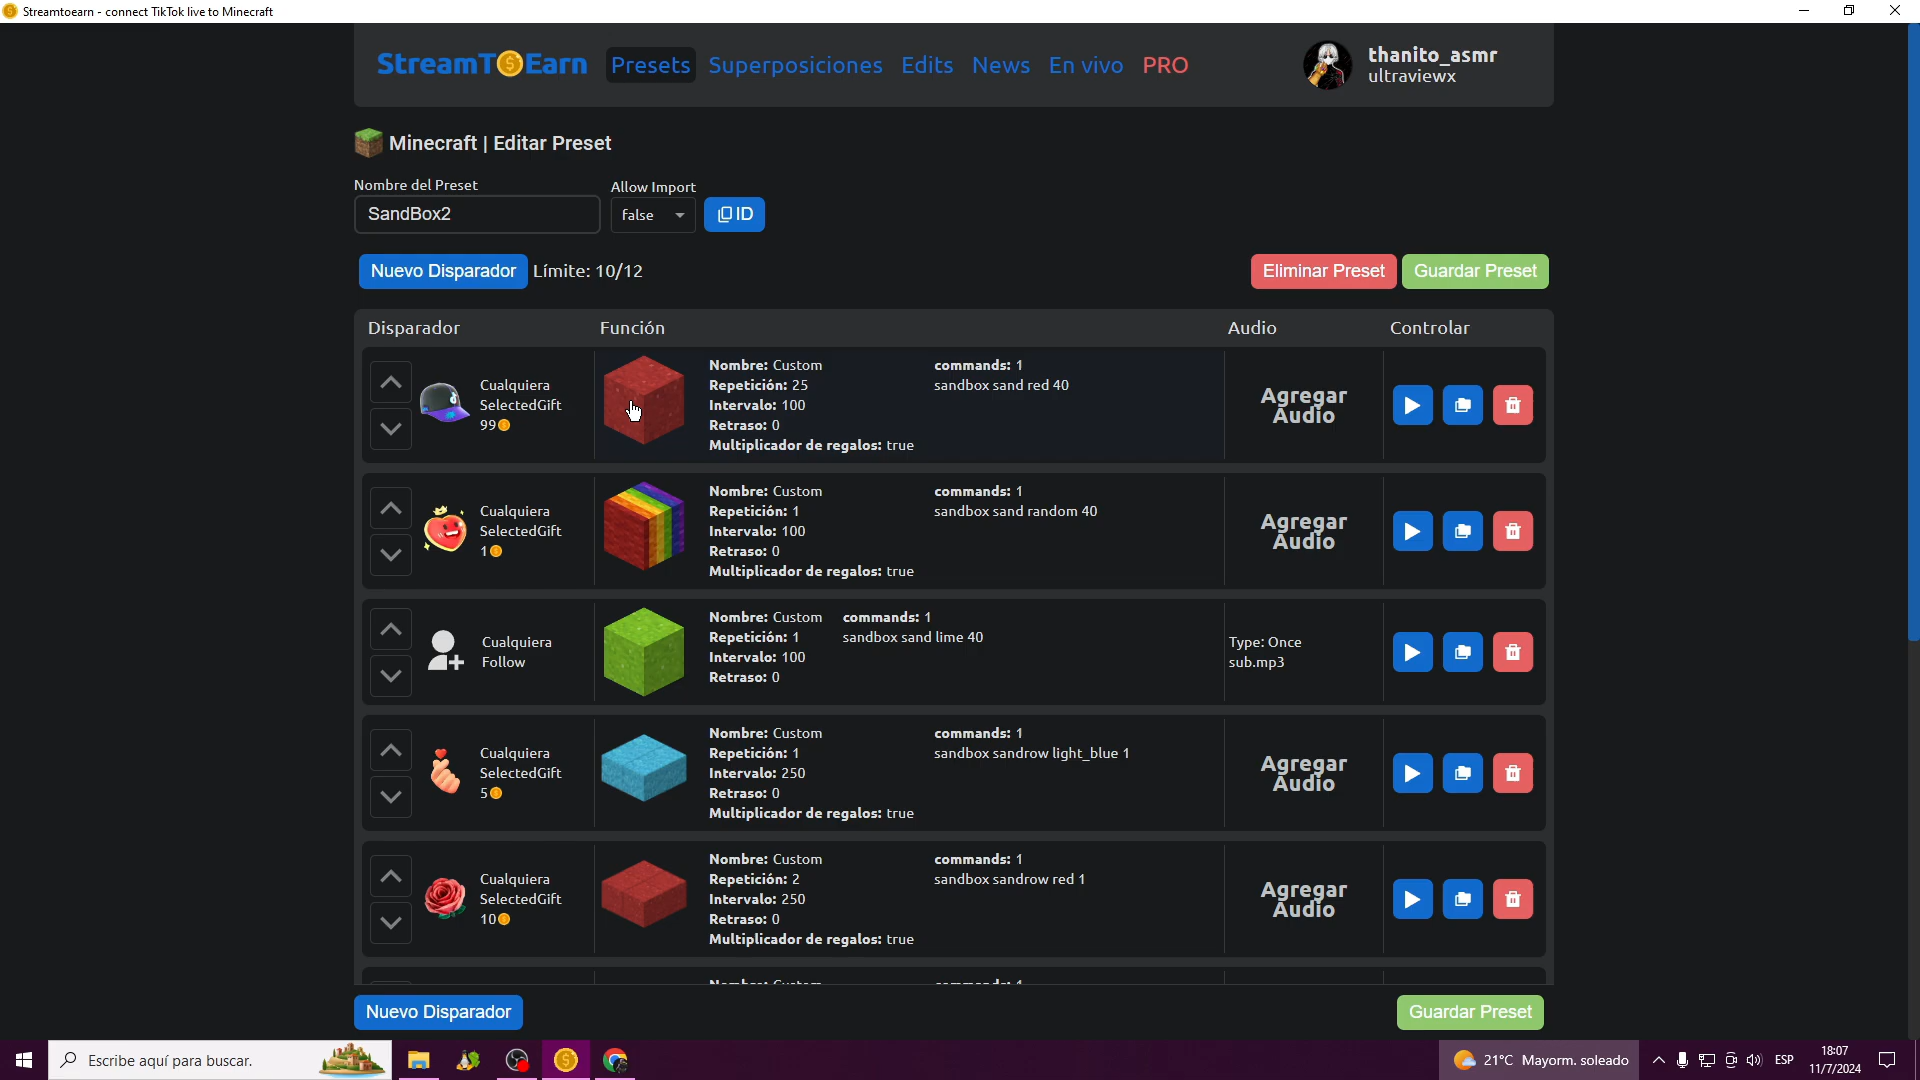 Streamtoearn - connect TikTok live to Minecraft
StreamToEarn Presets Superposiciones Edits News En vivo PRO
thanito_asmr
ultraviewx
Minecraft | Editar Preset
Nombre del Preset
Allow Import
SandBox2
false
ID
Nuevo Disparador
Límite: 10/12
Eliminar Preset
Guardar Preset
Disparador Función Audio Controlar
Cualquiera
SelectedGift
99
Nombre: Custom
Repetición: 25
Intervalo: 100
Retraso: 0
Multiplicador de regalos: true
commands: 1
sandbox sand red 40
Agregar
Audio
Cualquiera
SelectedGift
1
Nombre: Custom
Repetición: 1
Intervalo: 100
Retraso: 0
Multiplicador de regalos: true
commands: 1
sandbox sand random 40
Agregar
Audio
Cualquiera
Follow
Nombre: Custom
Repetición: 1
Intervalo: 100
Retraso: 0
commands: 1
sandbox sand lime 40
Type: Once
sub.mp3
Cualquiera
SelectedGift
5
Nombre: Custom
Repetición: 1
Intervalo: 250
Retraso: 0
Multiplicador de regalos: true
commands: 1
sandbox sandrow light_blue 1
Agregar
Audio
Cualquiera
SelectedGift
10
Nombre: Custom
Repetición: 2
Intervalo: 250
Retraso: 0
Multiplicador de regalos: true
commands: 1
sandbox sandrow red 1
Agregar
Audio
Nuevo Disparador
Guardar Preset
Escribe aquí para buscar.
21°C Mayorm. soleado
ESP
18:07
11/7/2024